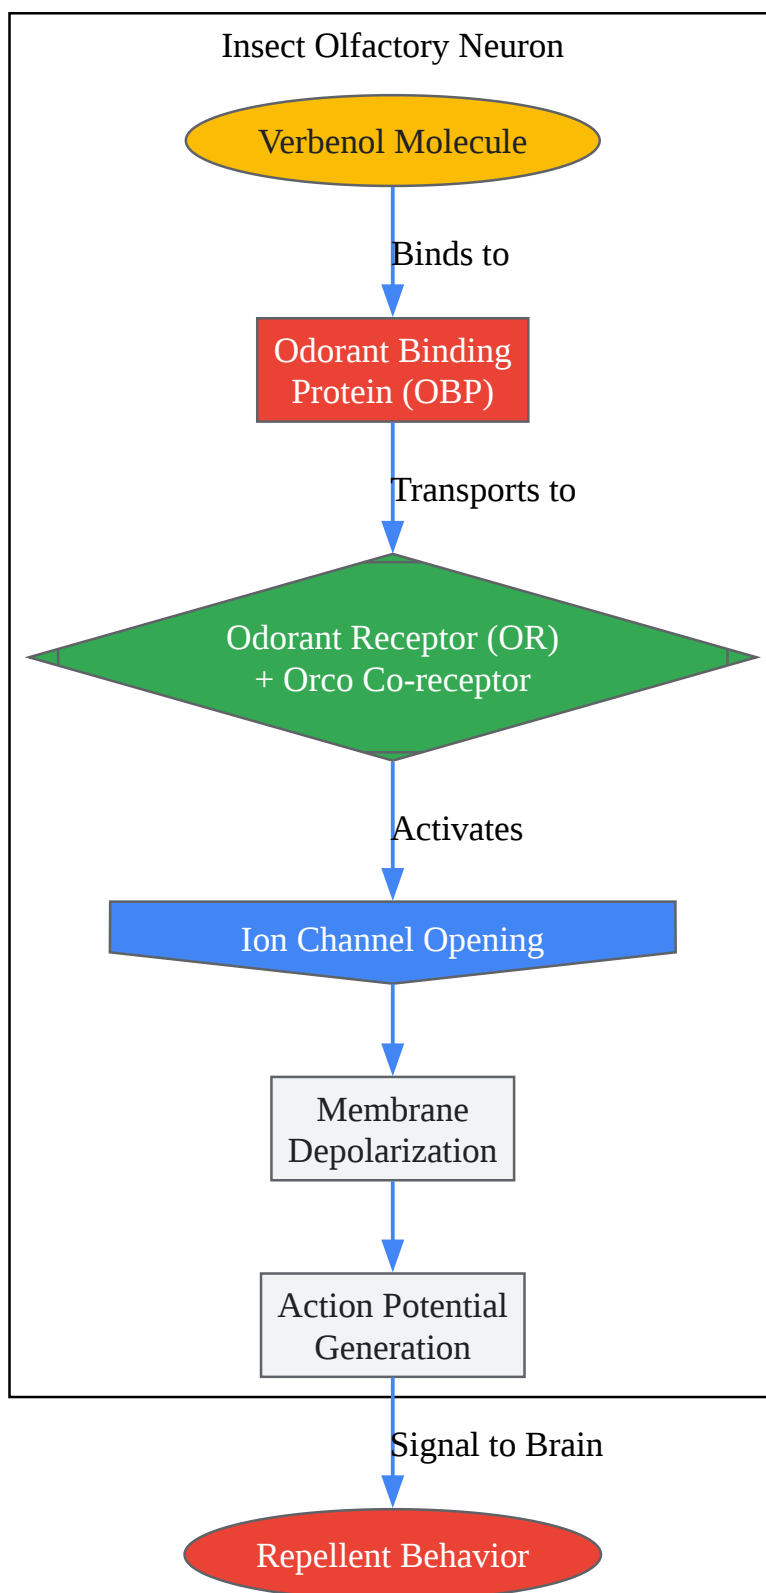 Insect Olfactory Neuron
Verbenol Molecule
Binds to
Odorant Binding
Protein (OBP)
Transports to
Odorant Receptor (OR)
+ Orco Co-receptor
Activates
Ion Channel Opening
Membrane
Depolarization
Action Potential
Generation
Signal to Brain
Repellent Behavior